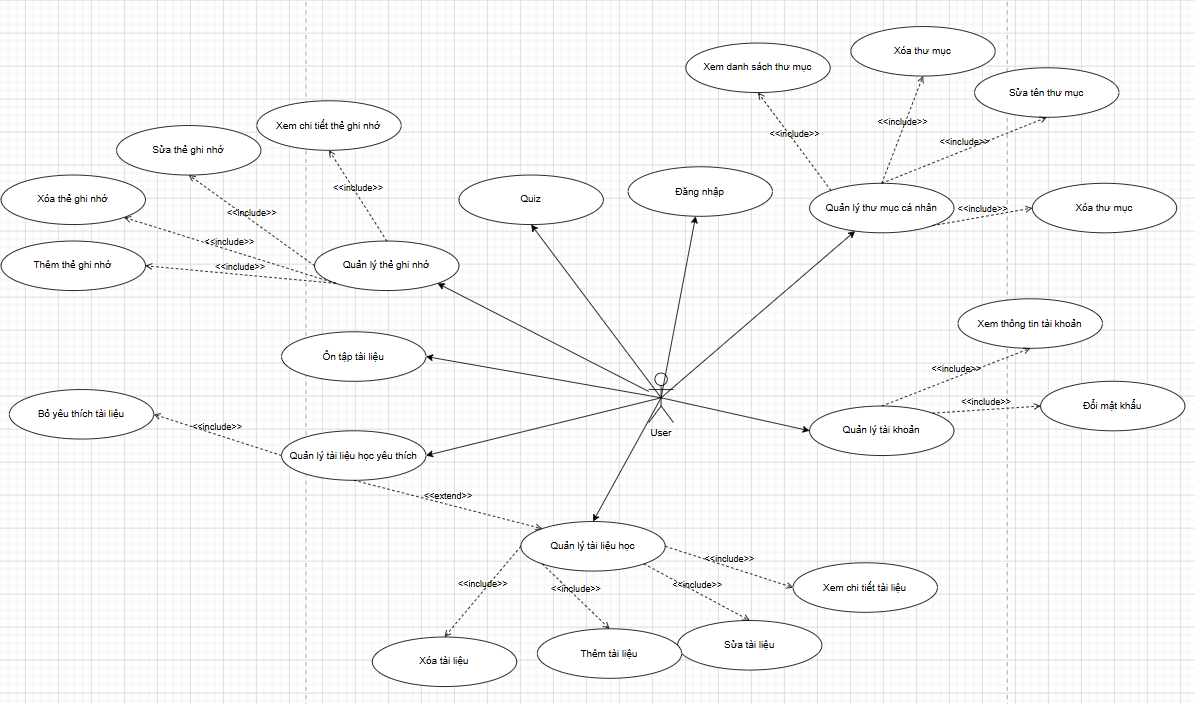 Xóa thư mục
Xem danh sách thư mục
Sửa tên thư mục
<<include>>
<<include>>
<<include>>
Xem chi tiết thẻ ghi nhớ
Sửa thẻ ghi nhớ
<<include>>
Xóa thẻ ghi nhớ
Quiz
Đăng nhập
Quản lý thư mục cá nhân
<<include>>
Xóa thư mục
<<include>>
<<include>>
Thêm thẻ ghi nhớ
<<include>>
Quản lý thẻ ghi nhớ
Xem thông tin tài khoản
Ôn tập tài liệu
<<include>>
User
<<include>>
Đổi mật khẩu
Bỏ yêu thích tài liệu
<<include>>
Quản lý tài khoản
Quản lý tài liệu học yêu thích
<<extend>>
Quản lý tài liệu học
<<include>>
<<include>>
<<include>>
<<include>>
Xem chi tiết tài liệu
Xóa tài liệu
Thêm tài liệu
Sửa tài liệu